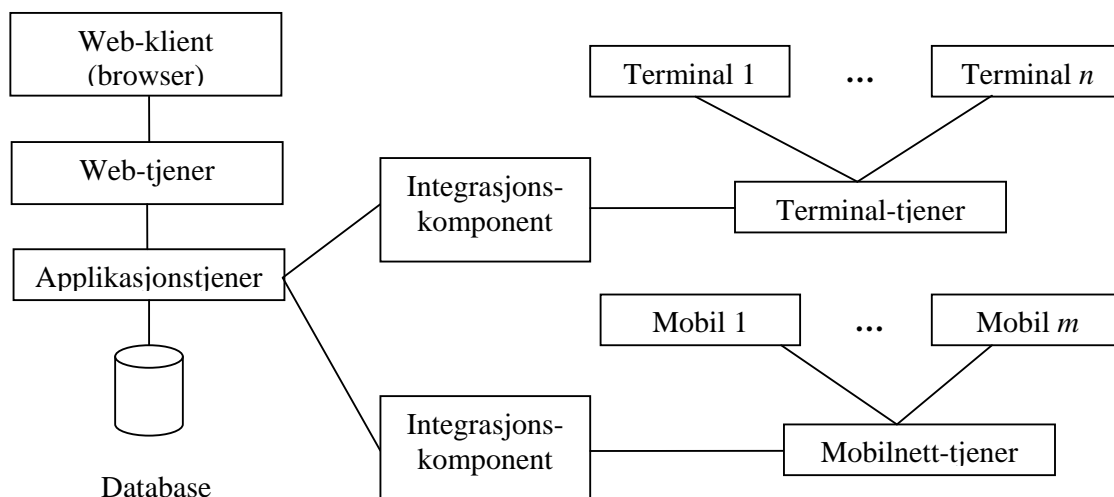 Web-klient
(browser)
Web-tjener
Applikasjonstjener
Database
Integrasjons-
komponent
Integrasjons-
komponent
Terminal 1
...
Terminal n
Terminal-tjener
Mobil 1
...
Mobil m
Mobilnett-tjener